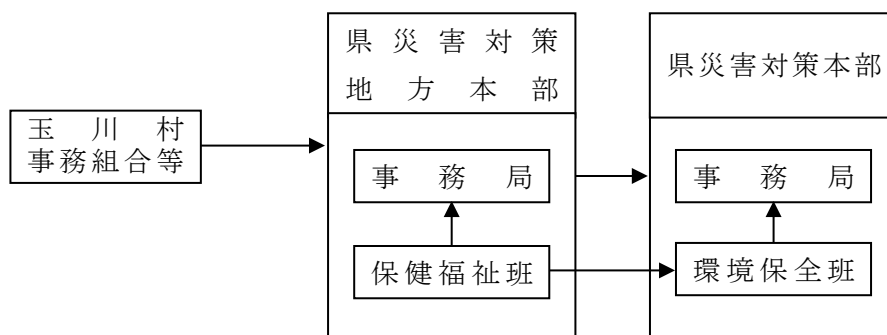 玉川村
事務組合等
県災害対策
地方本部
事務局
保健福祉班
県災害対策本部
事務局
環境保全班